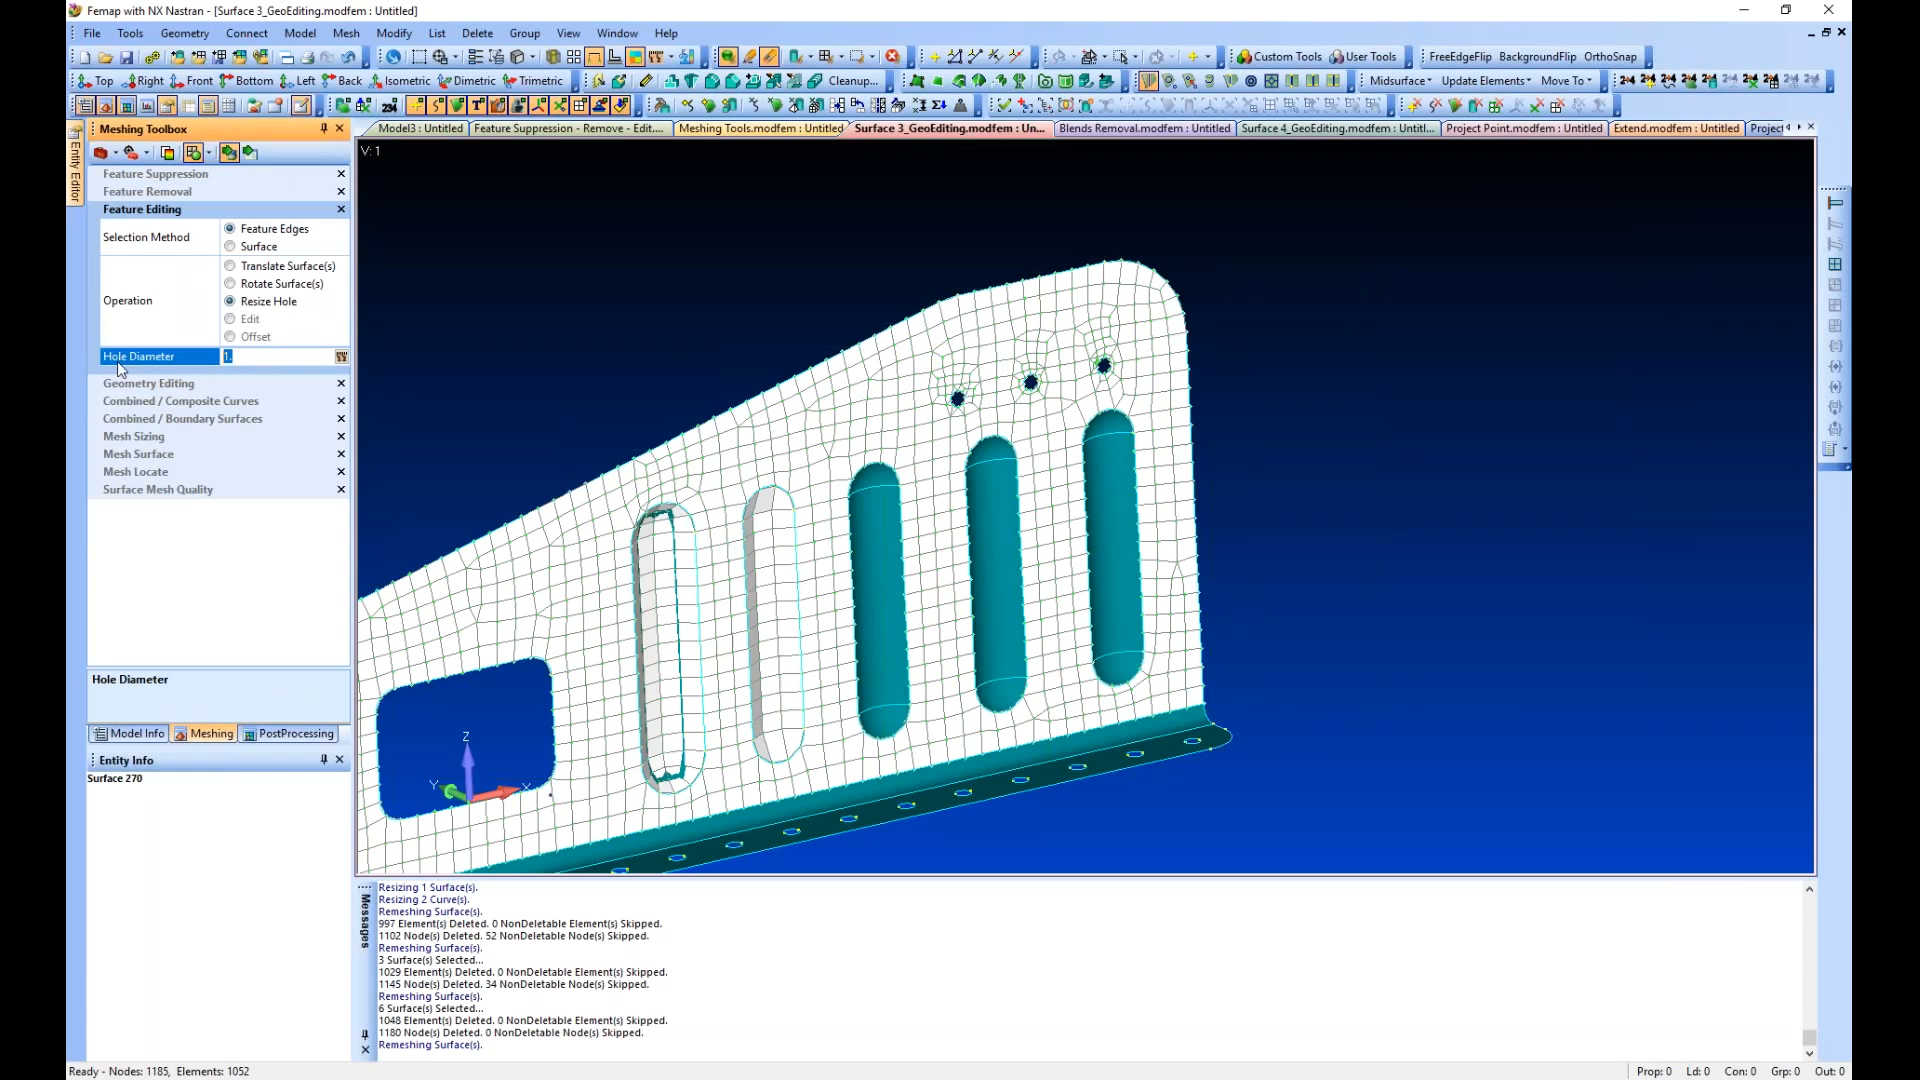 Femap with NX Nastran - [Surface 3_GeoEditing.modfem : Untitled]
File Tools Geometry Connect Model Mesh Modify List Delete Group View Window Help
Custom Tools User Tools FreeEdgeFlip BackgroundFlip OrthoSnap
Top Right Front Bottom Left Back Isometric Dimetric Trimetric Cleanup... Midsurface Update Elements Move To
Meshing Toolbox
Model3 : Untitled Feature Suppression - Remove - Edit.... Meshing Tools.modfem : Untitled Surface 3_GeoEditing.modfem : Un... Blends Removal.modfem : Untitled Surface 4_GeoEditing.modfem : Untitl... Project Point.modfem : Untitled Extend.modfem : Untitled Project
Entity Editor
V: 1
Feature Suppression
Feature Removal
Feature Editing
Selection Method
Feature Edges
Surface
Operation
Translate Surface(s)
Rotate Surface(s)
Resize Hole
Edit
Offset
Hole Diameter 1.
Geometry Editing
Combined / Composite Curves
Combined / Boundary Surfaces
Mesh Sizing
Mesh Surface
Mesh Locate
Surface Mesh Quality
Hole Diameter
Model Info Meshing PostProcessing
Entity Info
Surface 270
Z
Y
X
Messages
Resizing 1 Surface(s).
Resizing 2 Curve(s).
Remeshing Surface(s).
997 Element(s) Deleted. 0 NonDeletable Element(s) Skipped.
1102 Node(s) Deleted. 52 NonDeletable Node(s) Skipped.
Remeshing Surface(s).
3 Surface(s) Selected...
1029 Element(s) Deleted. 0 NonDeletable Element(s) Skipped.
1145 Node(s) Deleted. 34 NonDeletable Node(s) Skipped.
Remeshing Surface(s).
6 Surface(s) Selected...
1048 Element(s) Deleted. 0 NonDeletable Element(s) Skipped.
1180 Node(s) Deleted. 0 NonDeletable Node(s) Skipped.
Remeshing Surface(s).
Ready - Nodes: 1185, Elements: 1052
Prop: 0 Ld: 0 Con: 0 Grp: 0 Out: 0